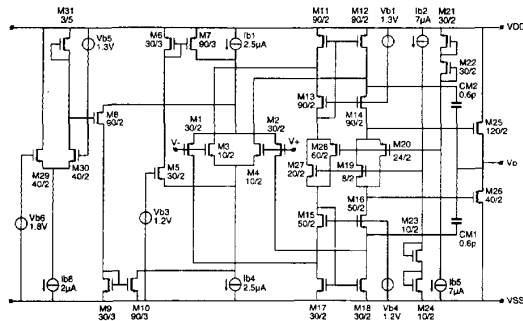 M31
3/5
Vb5
1.3V
M6
30/3
M7
90/3
Ib1
2.5μA
M11
90/2
M12
90/2
Vb1
1.3V
Ib2
7μA
M21
30/2
VDD
M22
30/2
M8
90/2
M13
90/2
M14
90/2
CM2
0.6p
M1
30/2
M2
30/2
M25
120/2
V-
M3
10/2
V+
M28
60/2
M20
24/2
M29
40/2
M30
40/2
M5
30/2
M4
10/2
M27
20/2
M19
8/2
Vo
M26
40/2
Vb6
1.8V
Vb3
1.2V
M15
50/2
M16
50/2
M23
10/2
CM1
0.6p
Ib8
2μA
Ib4
2.5μA
Ib5
7μA
VSS
M9
30/3
M10
90/3
M17
30/2
M18
30/2
Vb4
1.2V
M24
10/2